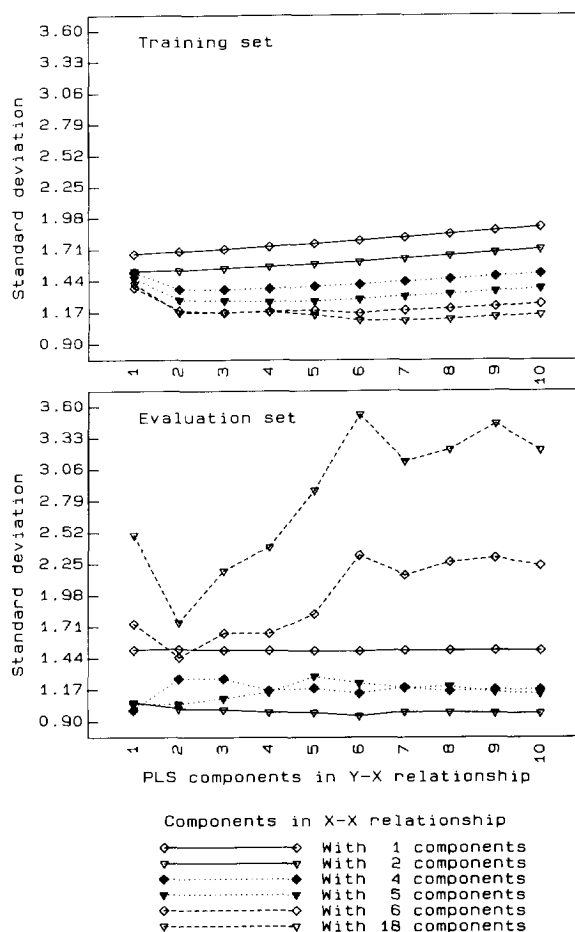 Training set
Standard deviation
3.60
3.33
3.06
2.79
2.52
2.25
1.98
1.71
1.44
1.17
0.90
1 2 3 4 5 6 7 8 9 10
Evaluation set
Standard deviation
3.60
3.33
3.06
2.79
2.52
2.25
1.98
1.71
1.44
1.17
0.90
1 2 3 4 5 6 7 8 9 10
PLS components in Y-X relationship
Components in X-X relationship
With 1 components
With 2 components
With 4 components
With 5 components
With 6 components
With 18 components